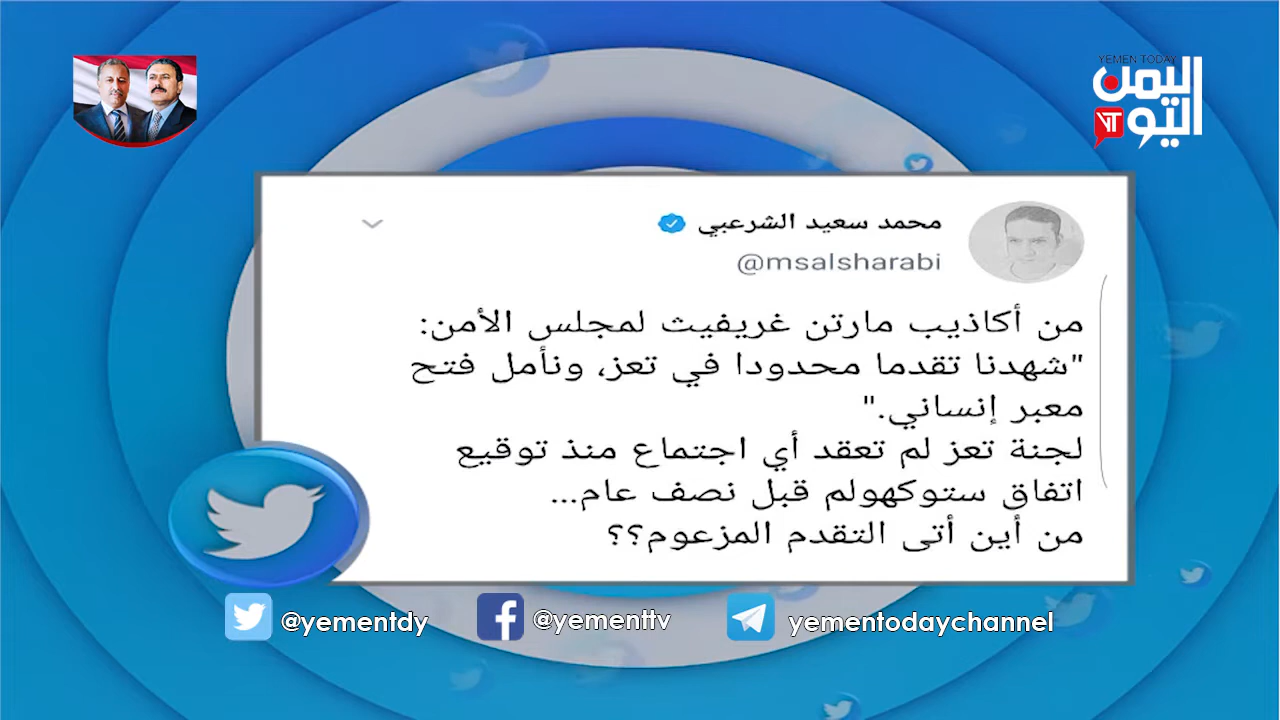 YEMEN TODAY
اليمن
اليوم
محمد سعيد الشرعبي
@msalsharabi
من أكاذيب مارتن غريفيث لمجلس الأمن:
"شهدنا تقدما محدودا في تعز، ونأمل فتح
معبر إنساني."
لجنة تعز لم تعقد أي اجتماع منذ توقيع
اتفاق ستوكهولم قبل نصف عام...
من أين أتى التقدم المزعوم؟؟
@yementdy
@yementtv
yementodaychannel